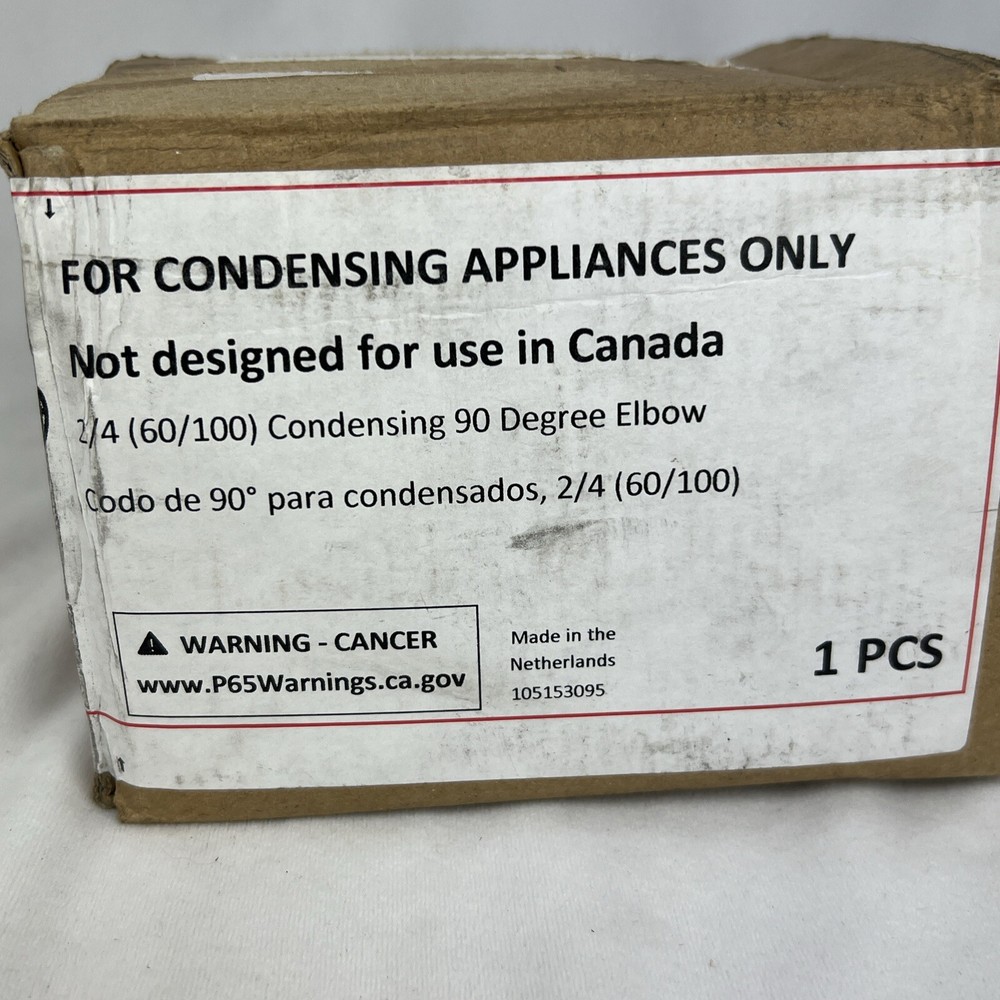 FOR CONDENSING APPLIANCES ONLY
Not designed for use in Canada
2/4 (60/100) Condensing 90 Degree Elbow
Codo de 90° para condensados, 2/4 (60/100)
WARNING - CANCER
www.P65Warnings.ca.gov
Made in the
Netherlands
105153095
1 PCS